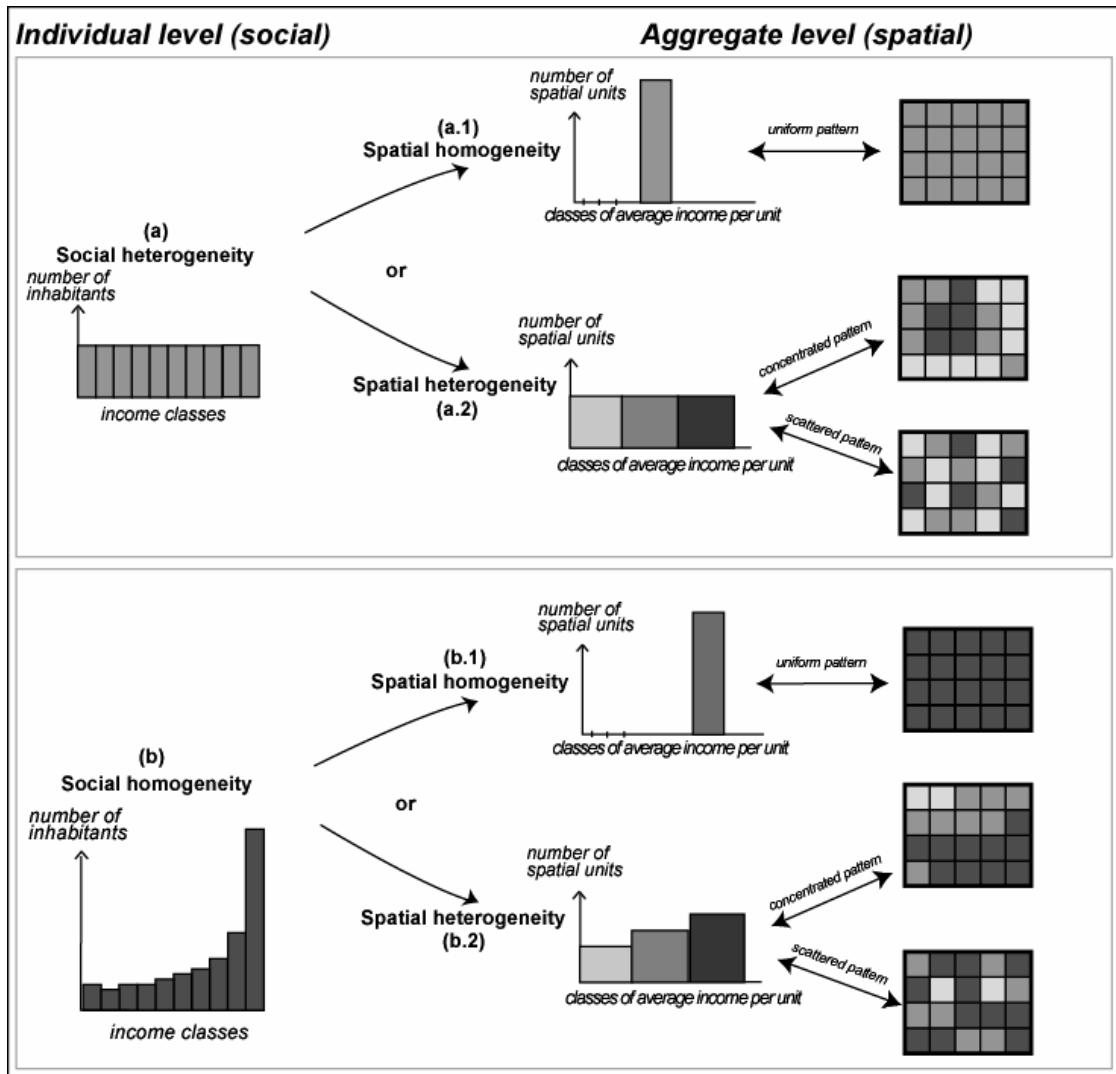 Individual level (social)
Aggregate level (spatial)
number of
spatial units
(a.1)
Spatial homogeneity
uniform pattern
classes of average income per unit
(a)
Social heterogeneity
number of
inhabitants
income classes
or
number of
spatial units
Spatial heterogeneity
(a.2)
classes of average income per unit
concentrated pattern
scattered pattern
number of
spatial units
(b.1)
Spatial homogeneity
uniform pattern
classes of average income per unit
(b)
Social homogeneity
number of
inhabitants
income classes
or
number of
spatial units
Spatial heterogeneity
(b.2)
classes of average income per unit
concentrated pattern
scattered pattern